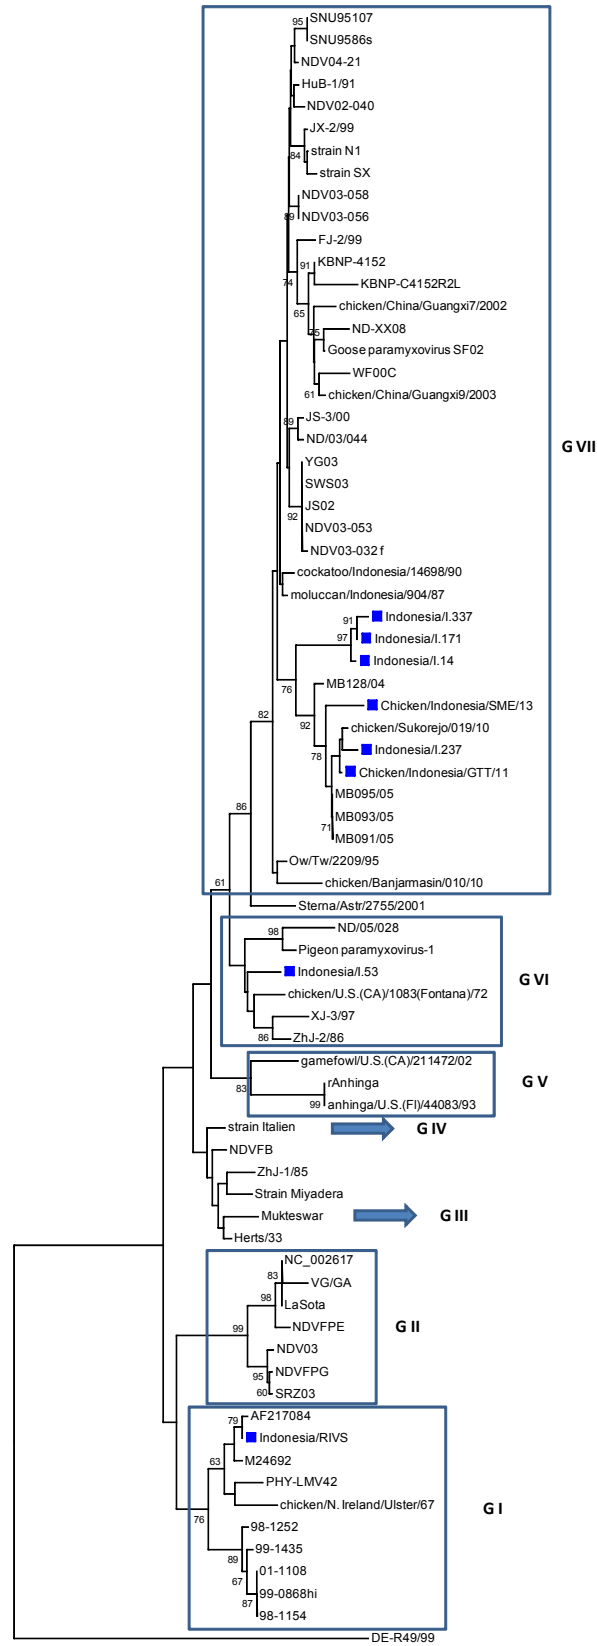 95
SNU95107
SNU9586s
NDV04-21
HuB-1/91
NDV02-040
JX-2/99
84
strain N1
strain SX
NDV03-058
89
NDV03-056
FJ-2/99
74
91
KBNP-4152
KBNP-C4152R2L
65
chicken/China/Guangxi7/2002
75
ND-XX08
Goose paramyxovirus SF02
WF00C
61
chicken/China/Guangxi9/2003
89
JS-3/00
ND/03/044
G VII
YG03
SWS03
JS02
92
NDV03-053
NDV03-032 f
cockatoo/Indonesia/14698/90
moluccan/Indonesia/904/87
91
Indonesia/I.337
97
Indonesia/I.171
Indonesia/I.14
76
MB128/04
92
Chicken/Indonesia/SME/13
82
chicken/Sukorejo/019/10
78
Indonesia/I.237
Chicken/Indonesia/GTT/11
MB095/05
86
MB093/05
71
MB091/05
Ow/Tw/2209/95
61
chicken/Banjarmasin/010/10
Sterna/Astr/2755/2001
98
ND/05/028
Pigeon paramyxovirus-1
Indonesia/I.53
G VI
chicken/U.S.(CA)/1083(Fontana)/72
XJ-3/97
86
ZhJ-2/86
gamefowl/U.S.(CA)/211472/02
83
rAnhinga
G V
99
anhinga/U.S.(Fl)/44083/93
strain Italien
G IV
NDVFB
ZhJ-1/85
Strain Miyadera
Mukteswar
G III
Herts/33
NC_002617
83
VG/GA
98
LaSota
99
NDVFPE
G II
NDV03
95
NDVFPG
60
SRZ03
79
AF217084
Indonesia/RIVS
63
M24692
PHY-LMV42
chicken/N. Ireland/Ulster/67
G I
76
98-1252
89
99-1435
67
01-1108
87
99-0868hi
98-1154
DE-R49/99